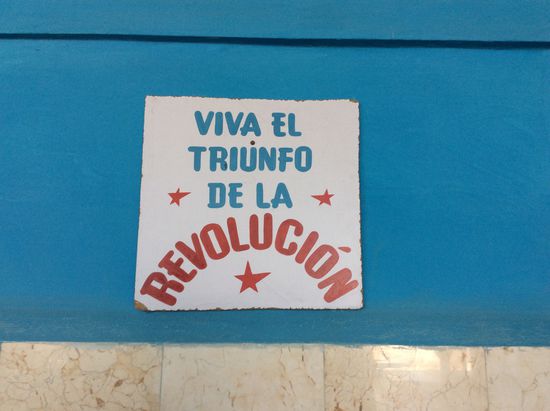 VIVA EL
TRIUNFO
DE LA
REVOLUCIÓN